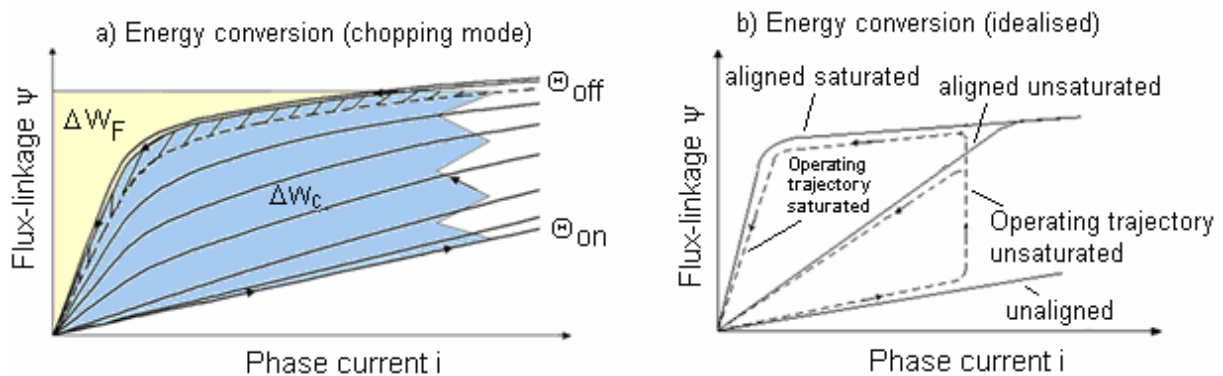 a) Energy conversion (chopping mode)
Flux-linkage Ψ
ΔW_F
ΔW_c
Θ_off
Θ_on
Phase current i
b) Energy conversion (idealised)
Flux-linkage Ψ
aligned saturated
aligned unsaturated
Operating
trajectory
saturated
Operating trajectory
unsaturated
unaligned
Phase current i